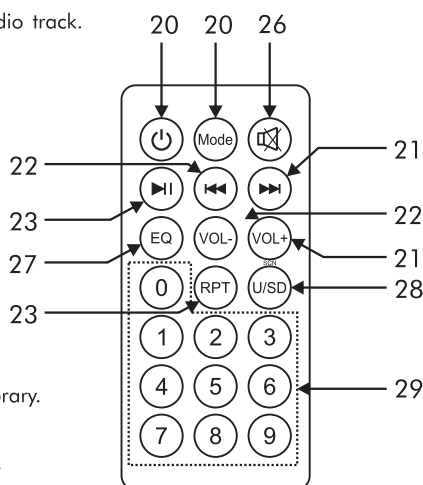 dio track.
20 20 26
Mode
22 21
23 22
EQ VOL- VOL+
27 21
SCN
0 RPT U/SD 28
23
1 2 3
4 5 6 29
rary.
7 8 9